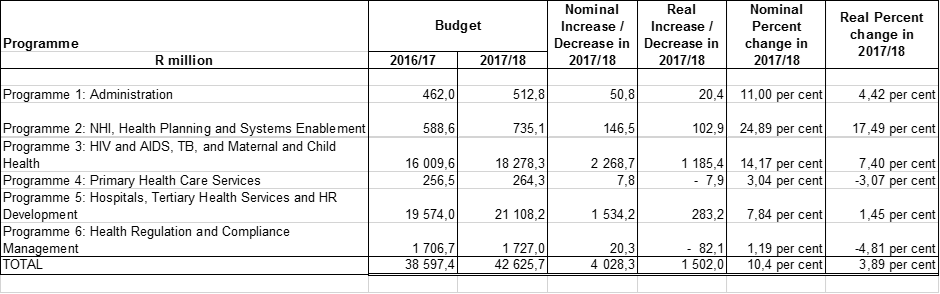 Programme Budget Nominal Increase / Decrease in 2017/18 Real Increase / Decrease in 2017/18 Nominal Percent change in 2017/18 Real Percent change in 2017/18
R million 2016/17 2017/18
Programme 1: Administration 462,0 512,8 50,8 20,4 11,00 per cent 4,42 per cent
Programme 2: NHI, Health Planning and Systems Enablement 588,6 735,1 146,5 102,9 24,89 per cent 17,49 per cent
Programme 3: HIV and AIDS, TB, and Maternal and Child
Health 16 009,6 18 278,3 2 268,7 1 185,4 14,17 per cent 7,40 per cent
Programme 4: Primary Health Care Services 256,5 264,3 7,8 - 7,9 3,04 per cent -3,07 per cent
Programme 5: Hospitals, Tertiary Health Services and HR
Development 19 574,0 21 108,2 1 534,2 283,2 7,84 per cent 1,45 per cent
Programme 6: Health Regulation and Compliance
Management 1 706,7 1 727,0 20,3 - 82,1 1,19 per cent -4,81 per cent
TOTAL 38 597,4 42 625,7 4 028,3 1 502,0 10,4 per cent 3,89 per cent